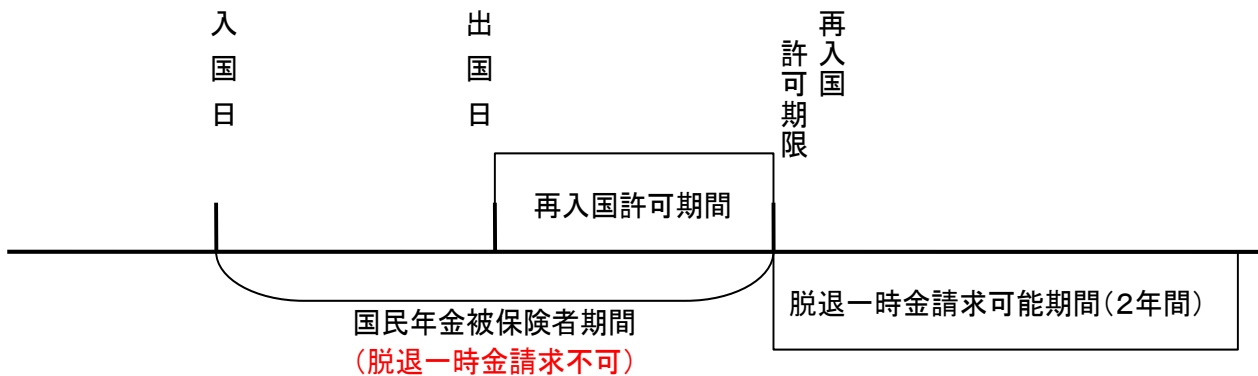 入国日
出国日
再入国
許可期限
再入国許可期間
国民年金被保険者期間
（脱退一時金請求不可）
脱退一時金請求可能期間（２年間）